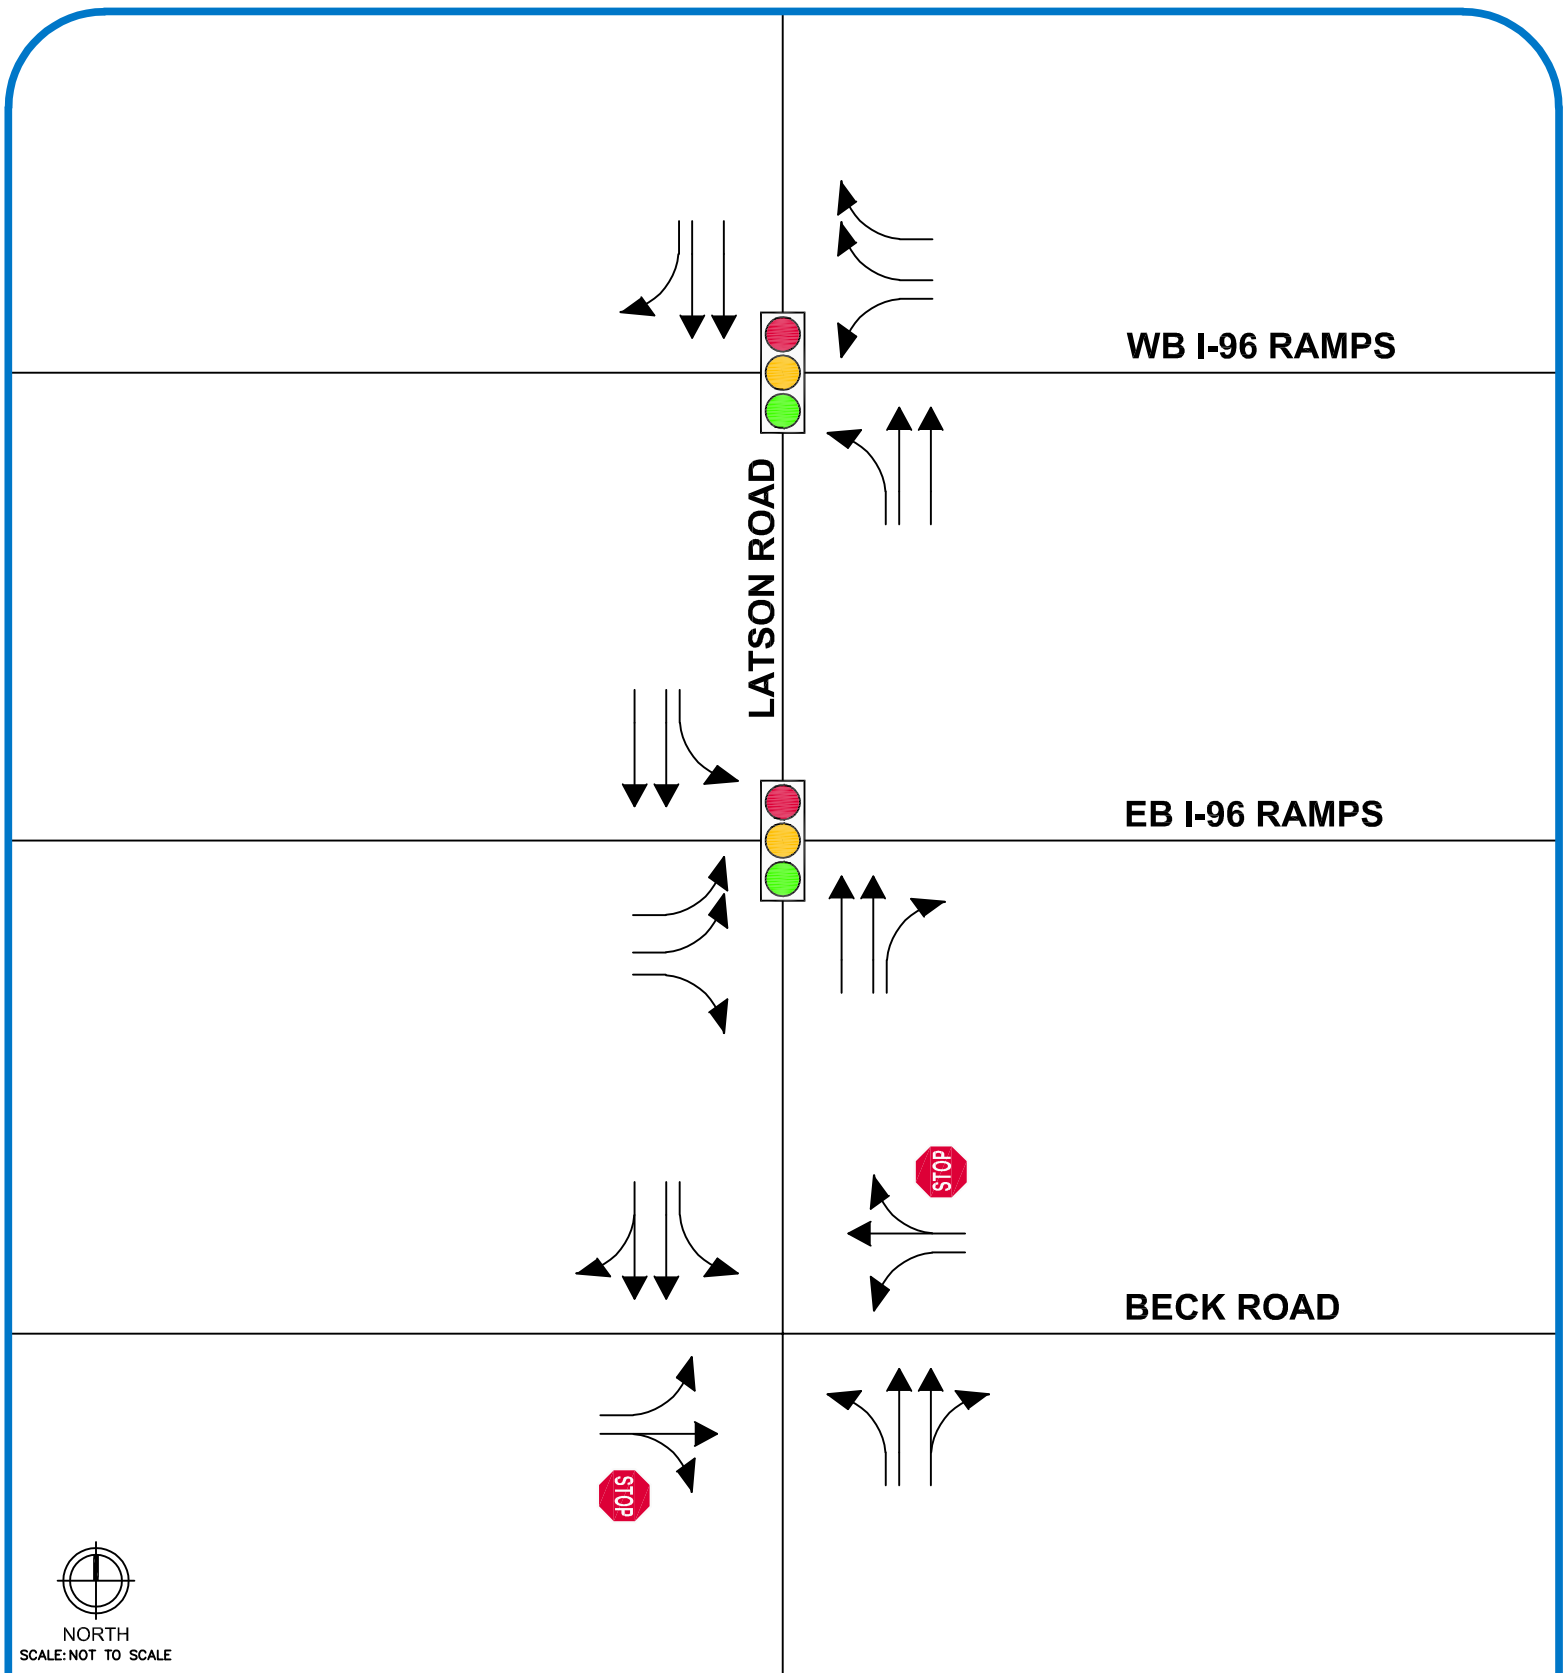 WB I-96 RAMPS
LATSON ROAD
EB I-96 RAMPS
STOP
BECK ROAD
STOP
NORTH
SCALE: NOT TO SCALE